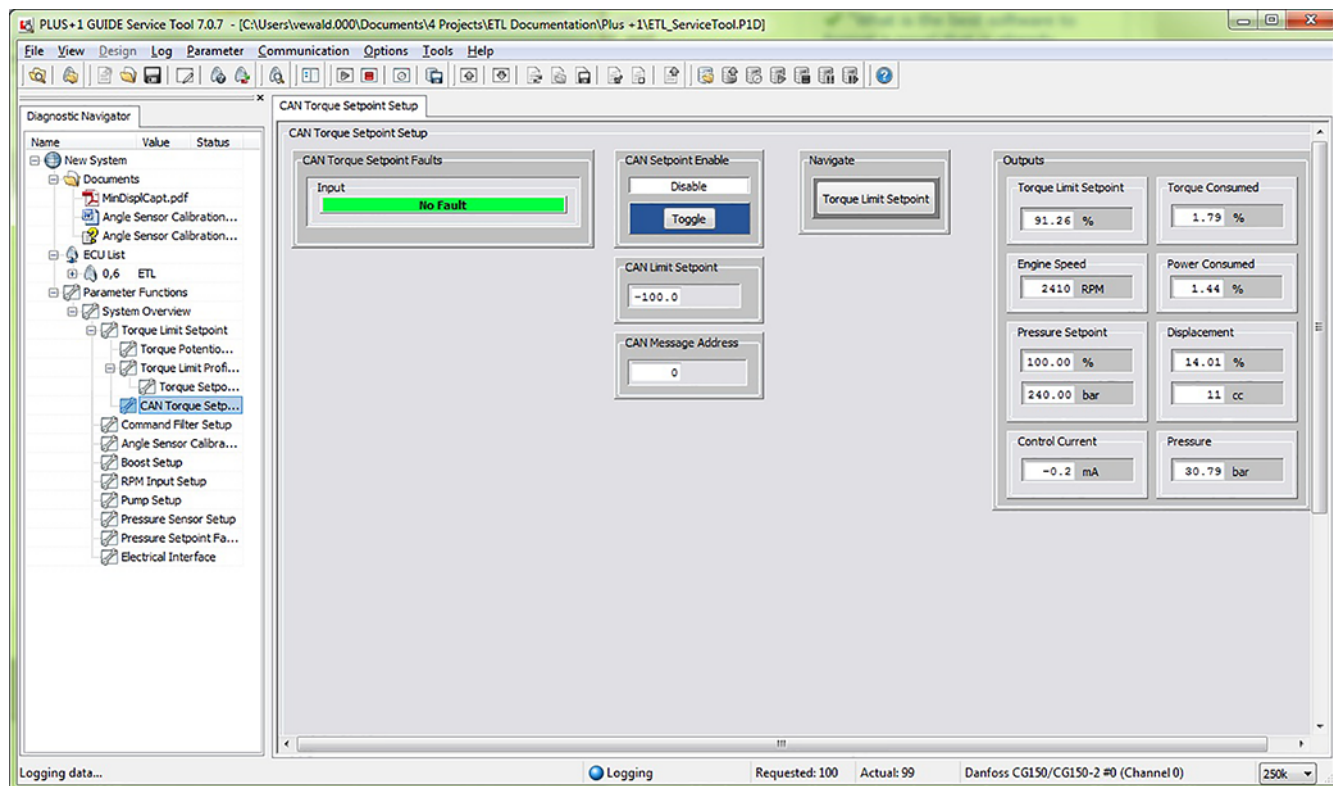 PLUS+1 GUIDE Service Tool 7.0.7 - [C:\Users\vewald.000\Documents\4 Projects\ETL Documentation\Plus +1\ETL_ServiceTool.P1D]
File View Design Log Parameter Communication Options Tools Help
Diagnostic Navigator
Name Value Status
New System
Documents
MinDisplCapt.pdf
Angle Sensor Calibration...
Angle Sensor Calibration...
ECU List
0,6 ETL
Parameter Functions
System Overview
Torque Limit Setpoint
Torque Potentio...
Torque Limit Profi...
Torque Setpo...
CAN Torque Setp...
Command Filter Setup
Angle Sensor Calibra...
Boost Setup
RPM Input Setup
Pump Setup
Pressure Sensor Setup
Pressure Setpoint Fa...
Electrical Interface
CAN Torque Setpoint Setup
CAN Torque Setpoint Setup
CAN Torque Setpoint Faults
Input
No Fault
CAN Setpoint Enable
Disable
Toggle
CAN Limit Setpoint
-100.0
CAN Message Address
0
Navigate
Torque Limit Setpoint
Outputs
Torque Limit Setpoint
91.26 %
Torque Consumed
1.79 %
Engine Speed
2410 RPM
Power Consumed
1.44 %
Pressure Setpoint
100.00 %
240.00 bar
Displacement
14.01 %
11 cc
Control Current
-0.2 mA
Pressure
30.79 bar
Logging data...
Logging
Requested: 100
Actual: 99
Danfoss CG150/CG150-2 #0 (Channel 0)
250k